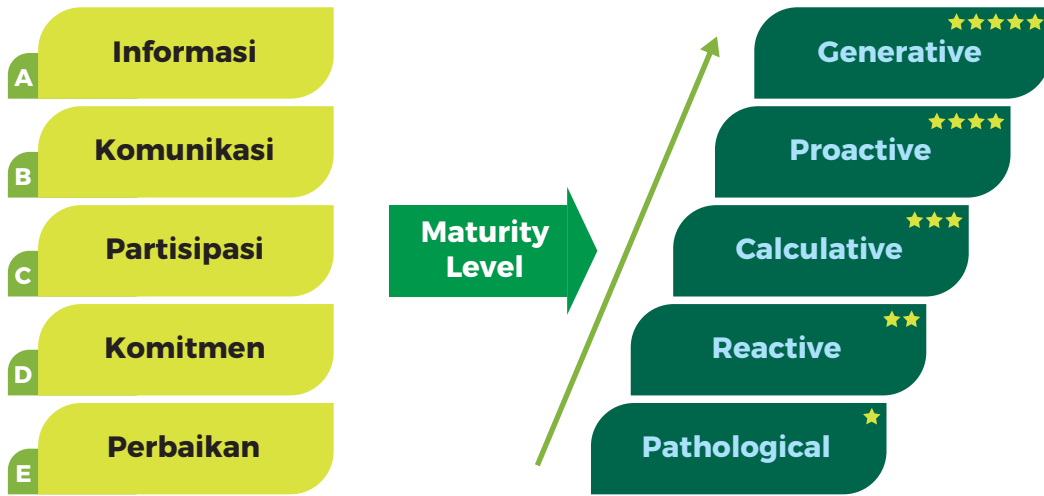 A
Informasi
B
Komunikasi
C
Partisipasi
D
Komitmen
E
Perbaikan
Maturity
Level
Generative
Proactive
Calculative
Reactive
Pathological